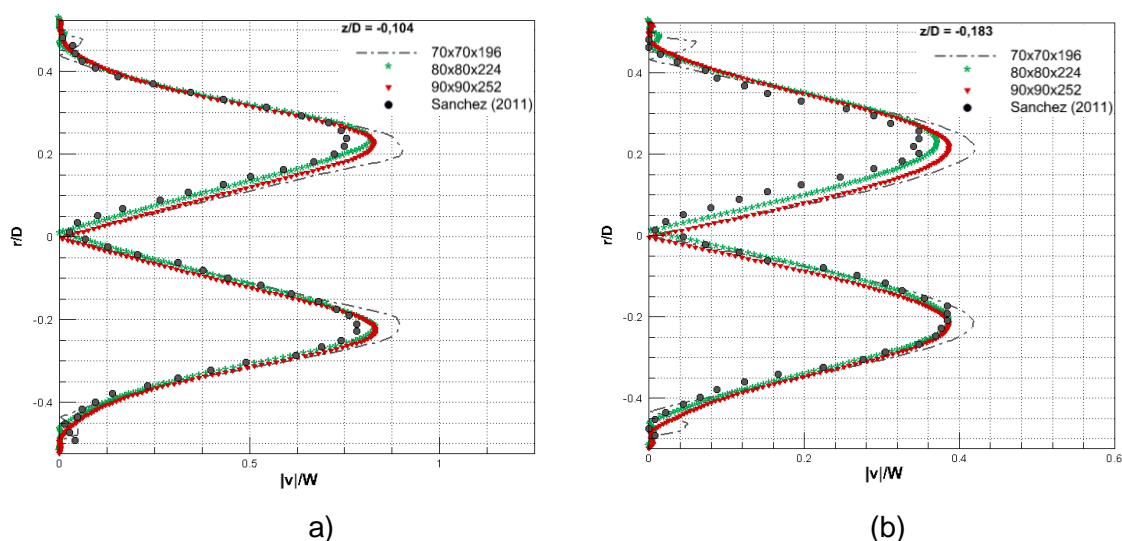 z/D = -0,104
70x70x196
80x80x224
90x90x252
Sanchez (2011)
0.4
0.2
0
-0.2
-0.4
r/D
0
0.5
1
|v|/W
a)
z/D = -0,183
70x70x196
80x80x224
90x90x252
Sanchez (2011)
0.4
0.2
0
-0.2
-0.4
r/D
0
0.2
0.4
0.6
|v|/W
(b)